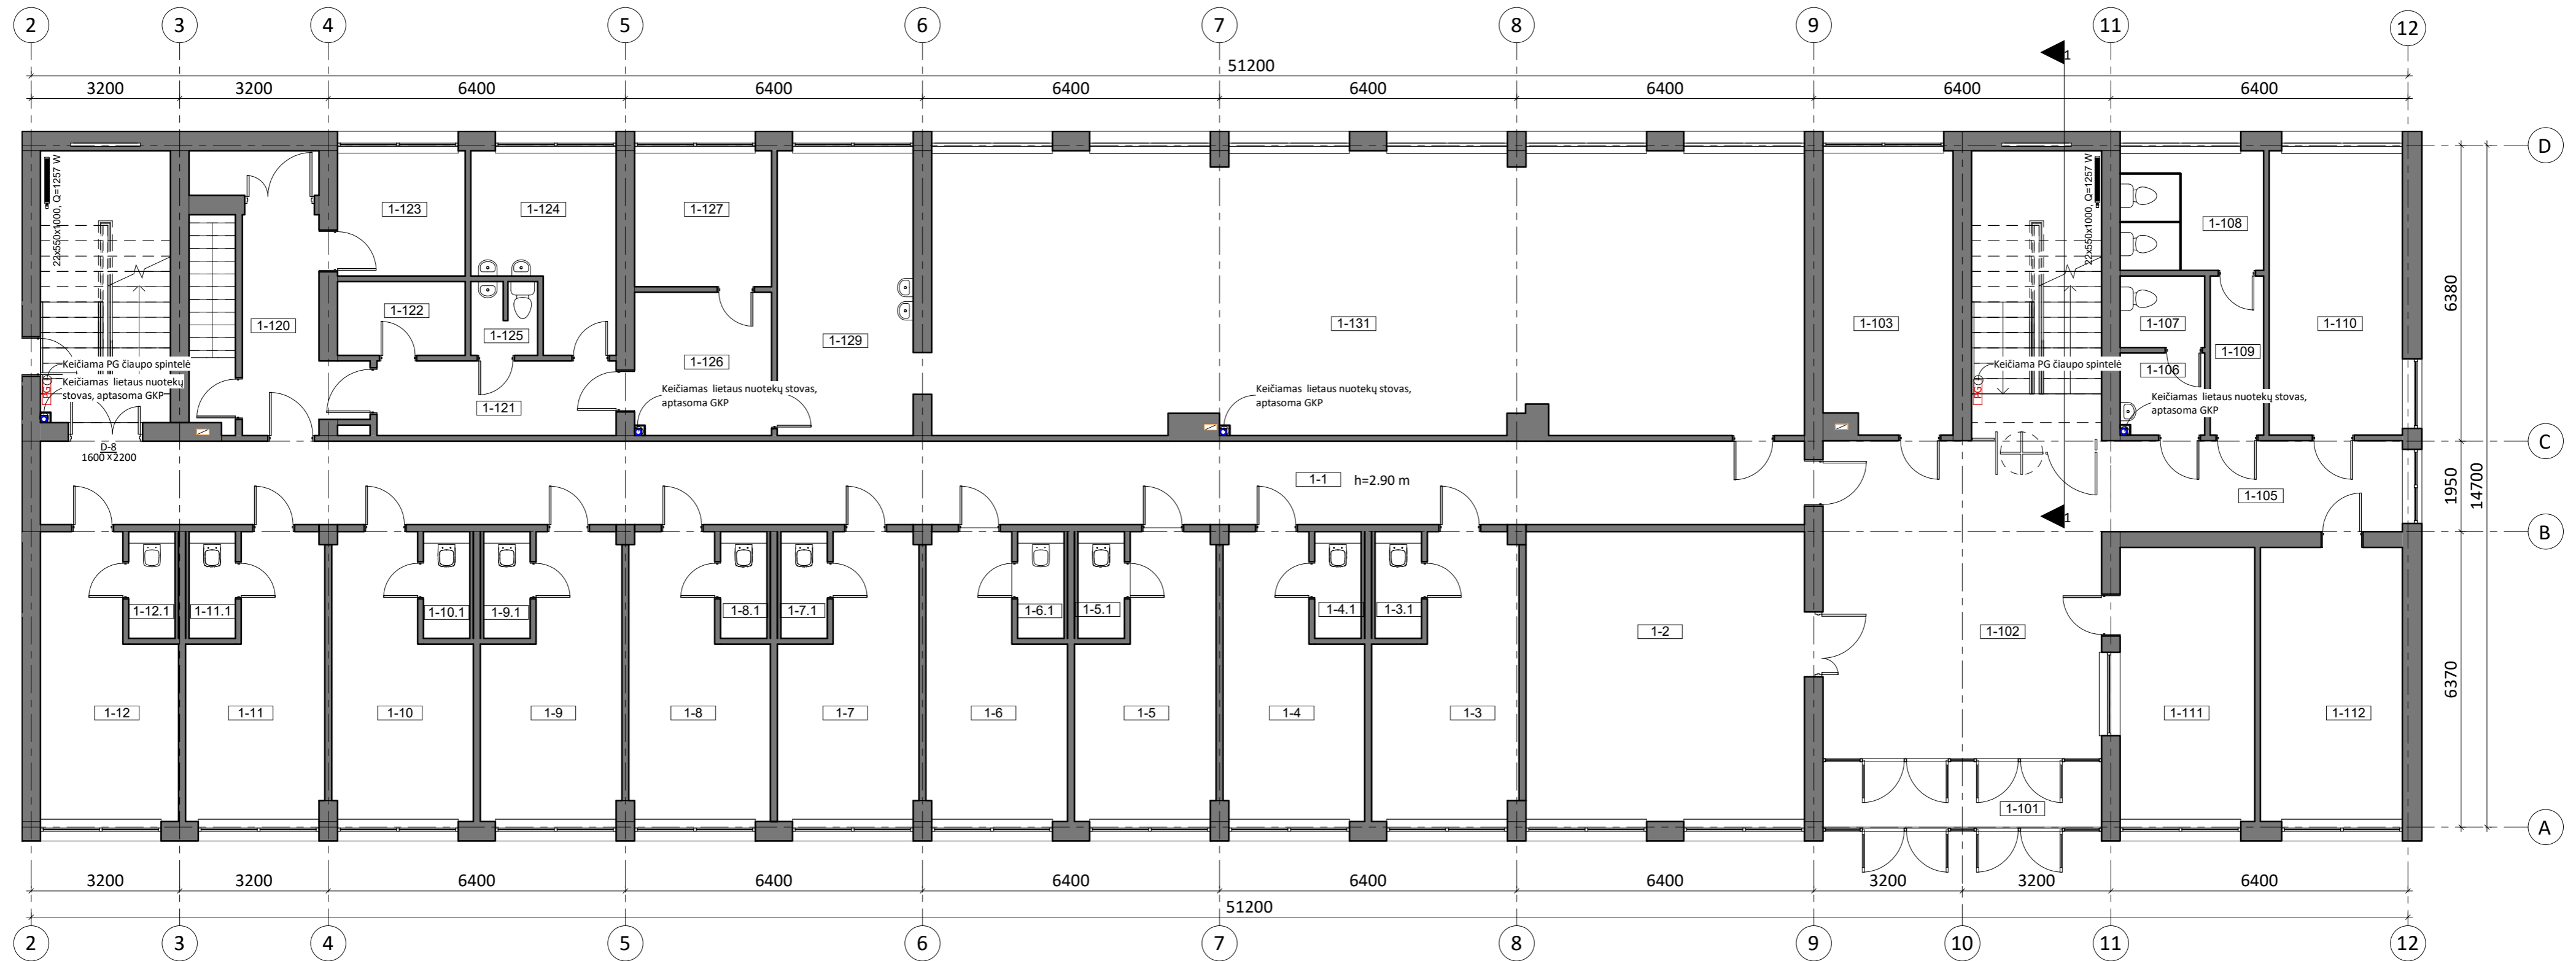 2 3 4 5 6 7 8 9 11 12
1
51200
3200 3200 6400 6400 6400 6400 6400 6400
D
22x550x1000, Q=1257 W
22x550x1000, Q=1257 W
1-123
1-124
1-127
1-108
1-122
1-120
1-125
1-129
1-131
1-103
1-107
1-110
6380
1-126
1-109
1-106
Keičiama PG čiaupo spintelė
Keičiamas lietaus nuotekų
stovas, aptasoma GKP
PG
Keičiamas lietaus nuotekų stovas,
aptasoma GKP
Keičiamas lietaus nuotekų stovas,
aptasoma GKP
Keičiama PG čiaupo spintelė
PG
Keičiamas lietaus nuotekų stovas,
aptasoma GKP
1-121
D-8
1600 x 2200
C
1-1 h=2.90 m
1-105
1950
14700
1
B
1-12.1
1-11.1
1-10.1
1-9.1
1-8.1
1-7.1
1-6.1
1-5.1
1-4.1
1-3.1
1-2
1-102
6370
1-12
1-11
1-10
1-9
1-8
1-7
1-6
1-5
1-4
1-3
1-111
1-112
1-101
A
3200 3200 6400 6400 6400 6400 6400 3200 3200 6400
51200
2 3 4 5 6 7 8 9 10 11 12